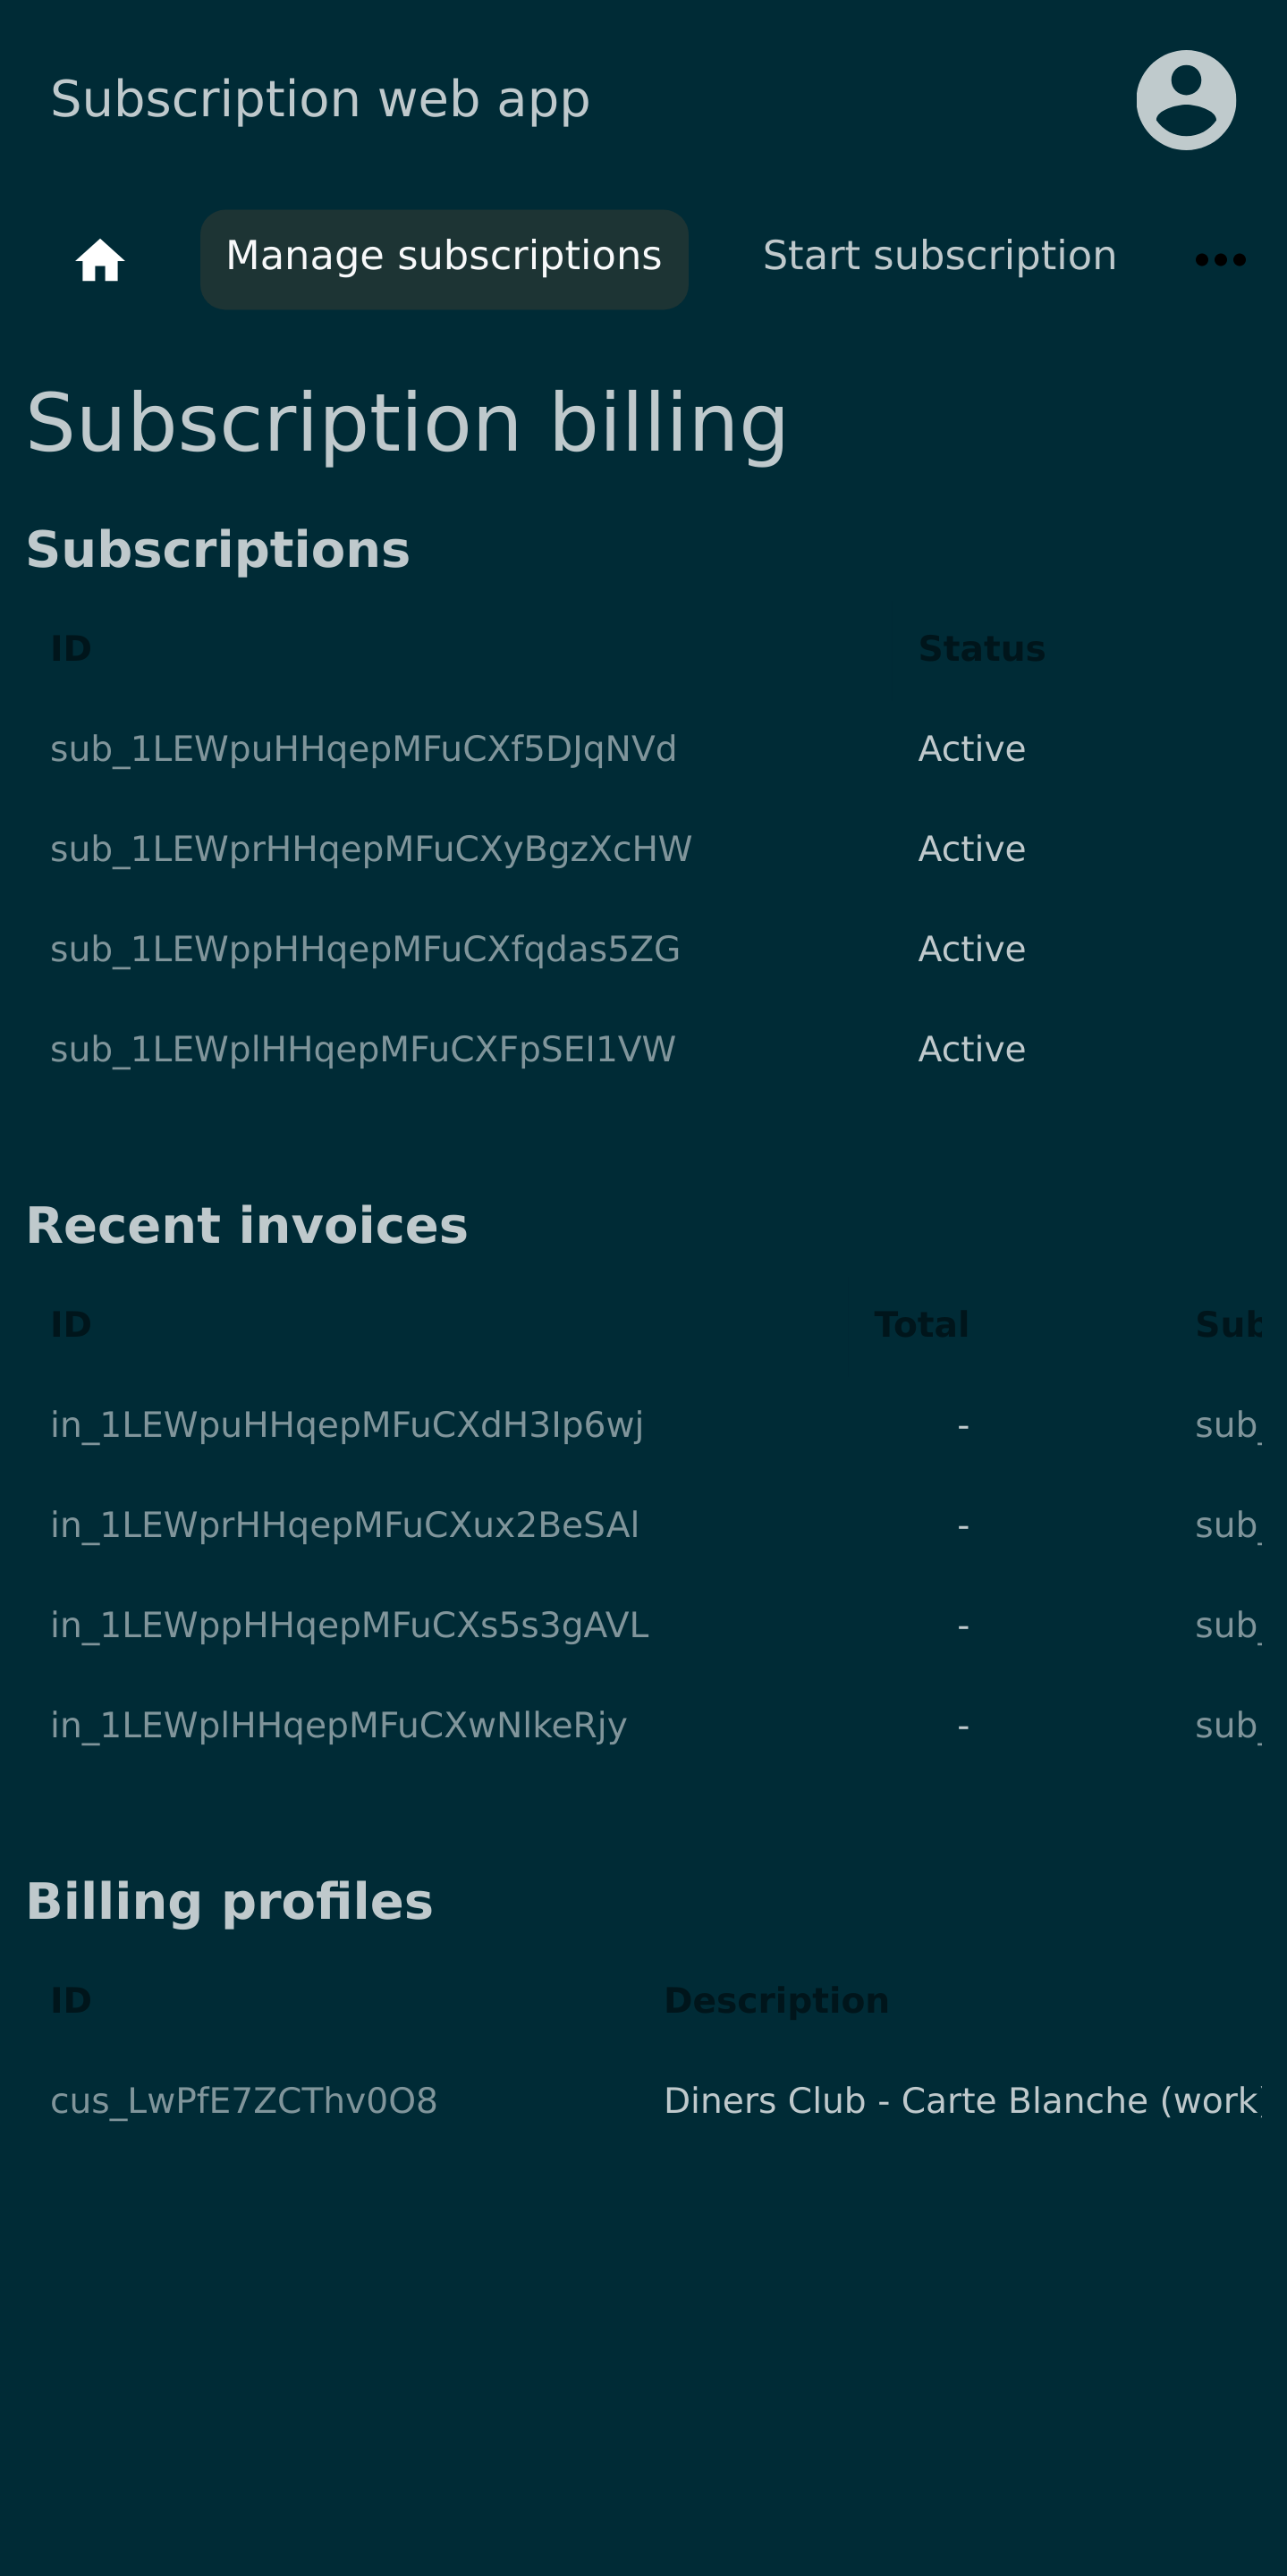 Subscription web app
Manage subscriptions Start subscription
Subscription billing
Subscriptions
ID Status
sub_1LEWpuHHqepMFuCXf5DJqNVd Active
sub_1LEWprHHqepMFuCXyBgzXcHW Active
sub_1LEWppHHqepMFuCXfqdas5ZG Active
sub_1LEWplHHqepMFuCXFpSEI1VW Active
Recent invoices
ID Total Sub
in_1LEWpuHHqepMFuCXdH3Ip6wj - sub_
in_1LEWprHHqepMFuCXux2BeSAl - sub_
in_1LEWppHHqepMFuCXs5s3gAVL - sub_
in_1LEWplHHqepMFuCXwNlkeRjy - sub_
Billing profiles
ID Description
cus_LwPfE7ZCThv0O8 Diners Club - Carte Blanche (work)